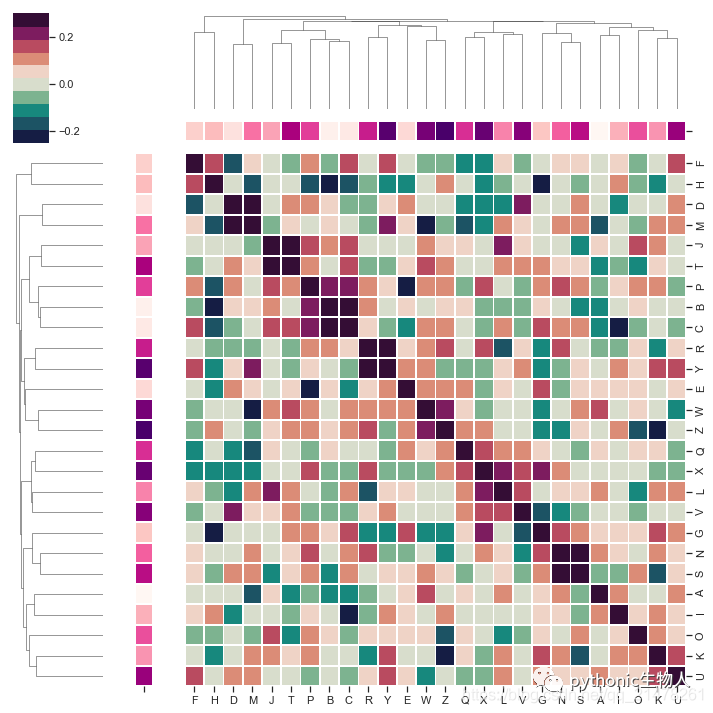 0.2
0.0
−0.2
F
H
D
M
J
T
P
B
C
R
Y
E
W
Z
Q
X
L
V
G
N
S
A
I
O
K
U
F H D M J T P B C R Y E W Z Q X L V G N S A I O K U
pythonic生物人